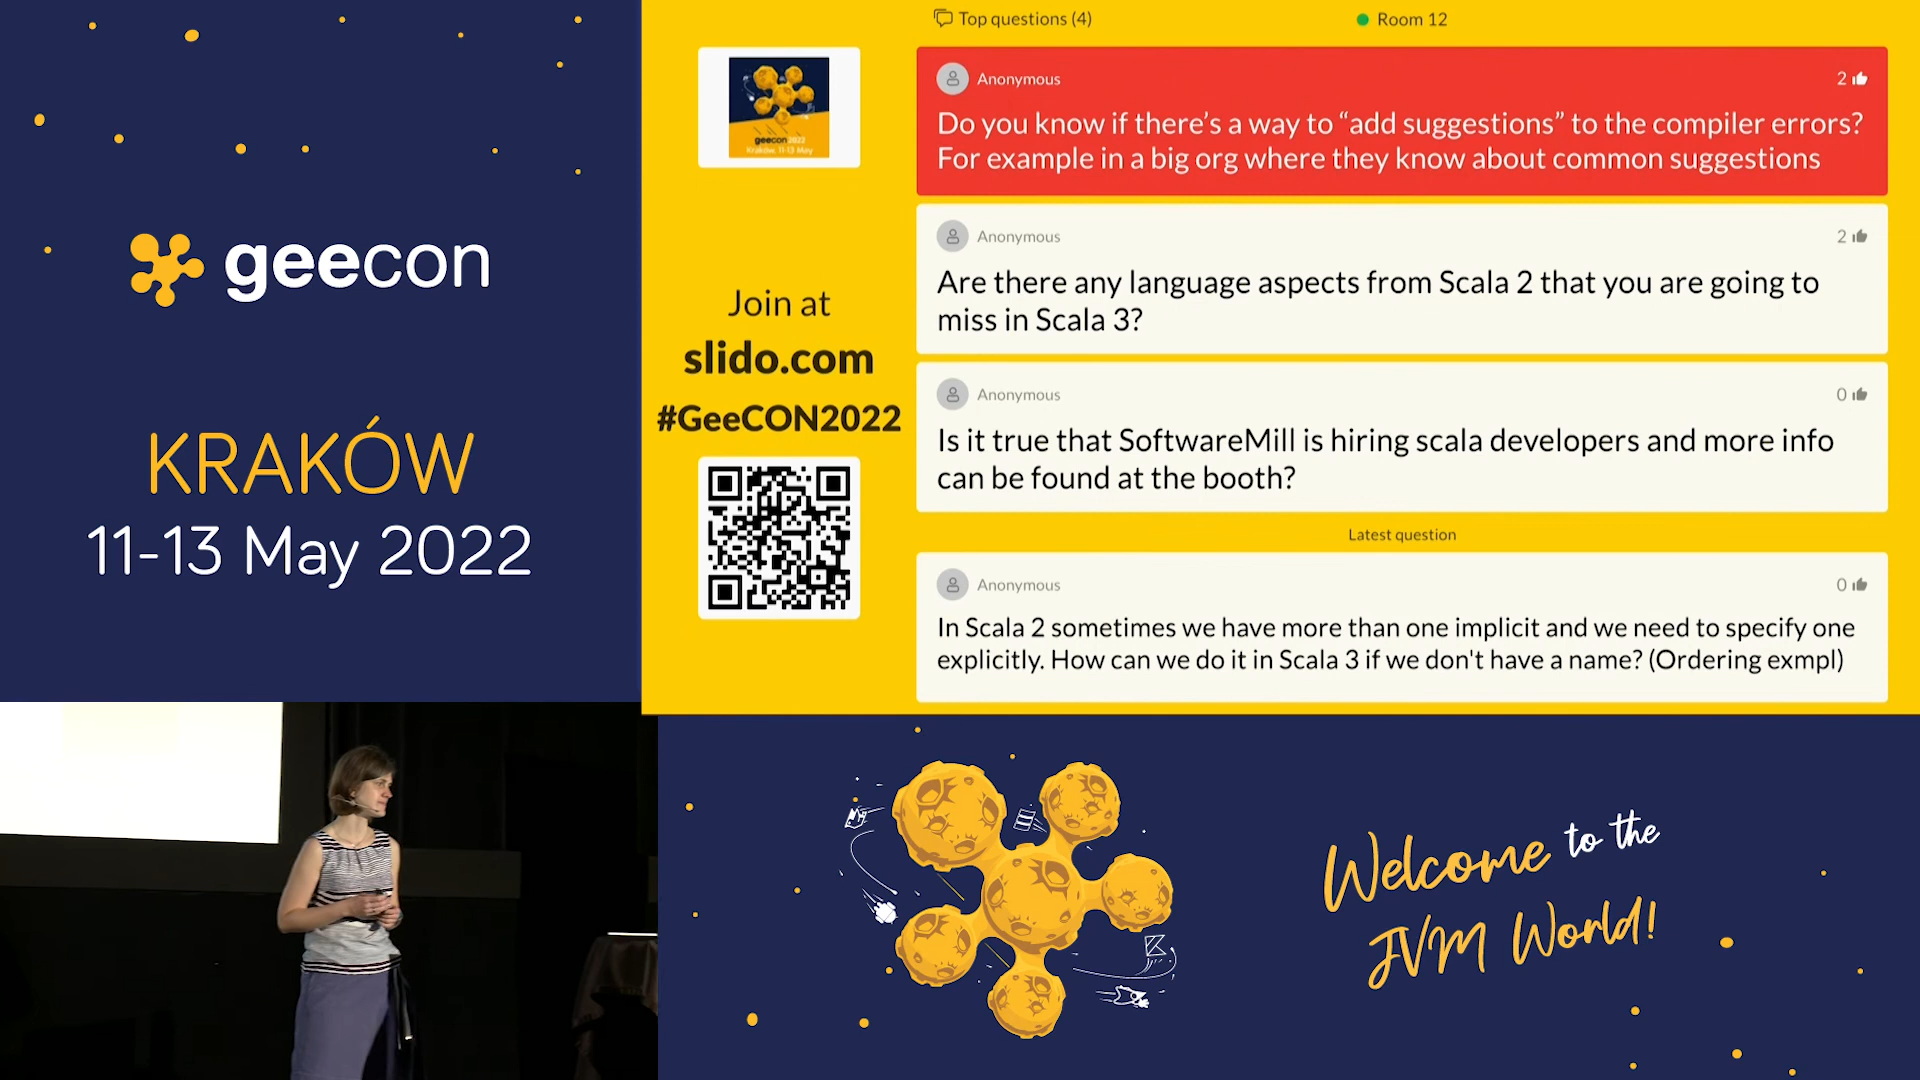 geecon
KRAKÓW
11-13 May 2022
Top questions (4)
Room 12
geecon2022
Kraków, 11-13 May
Join at
slido.com
#GeeCON2022
Anonymous
2
Do you know if there's a way to “add suggestions” to the compiler errors?
For example in a big org where they know about common suggestions
Anonymous
2
Are there any language aspects from Scala 2 that you are going to
miss in Scala 3?
Anonymous
0
Is it true that SoftwareMill is hiring scala developers and more info
can be found at the booth?
Latest question
Anonymous
0
In Scala 2 sometimes we have more than one implicit and we need to specify one
explicitly. How can we do it in Scala 3 if we don't have a name? (Ordering exmpl)
Welcome to the
JVM World!